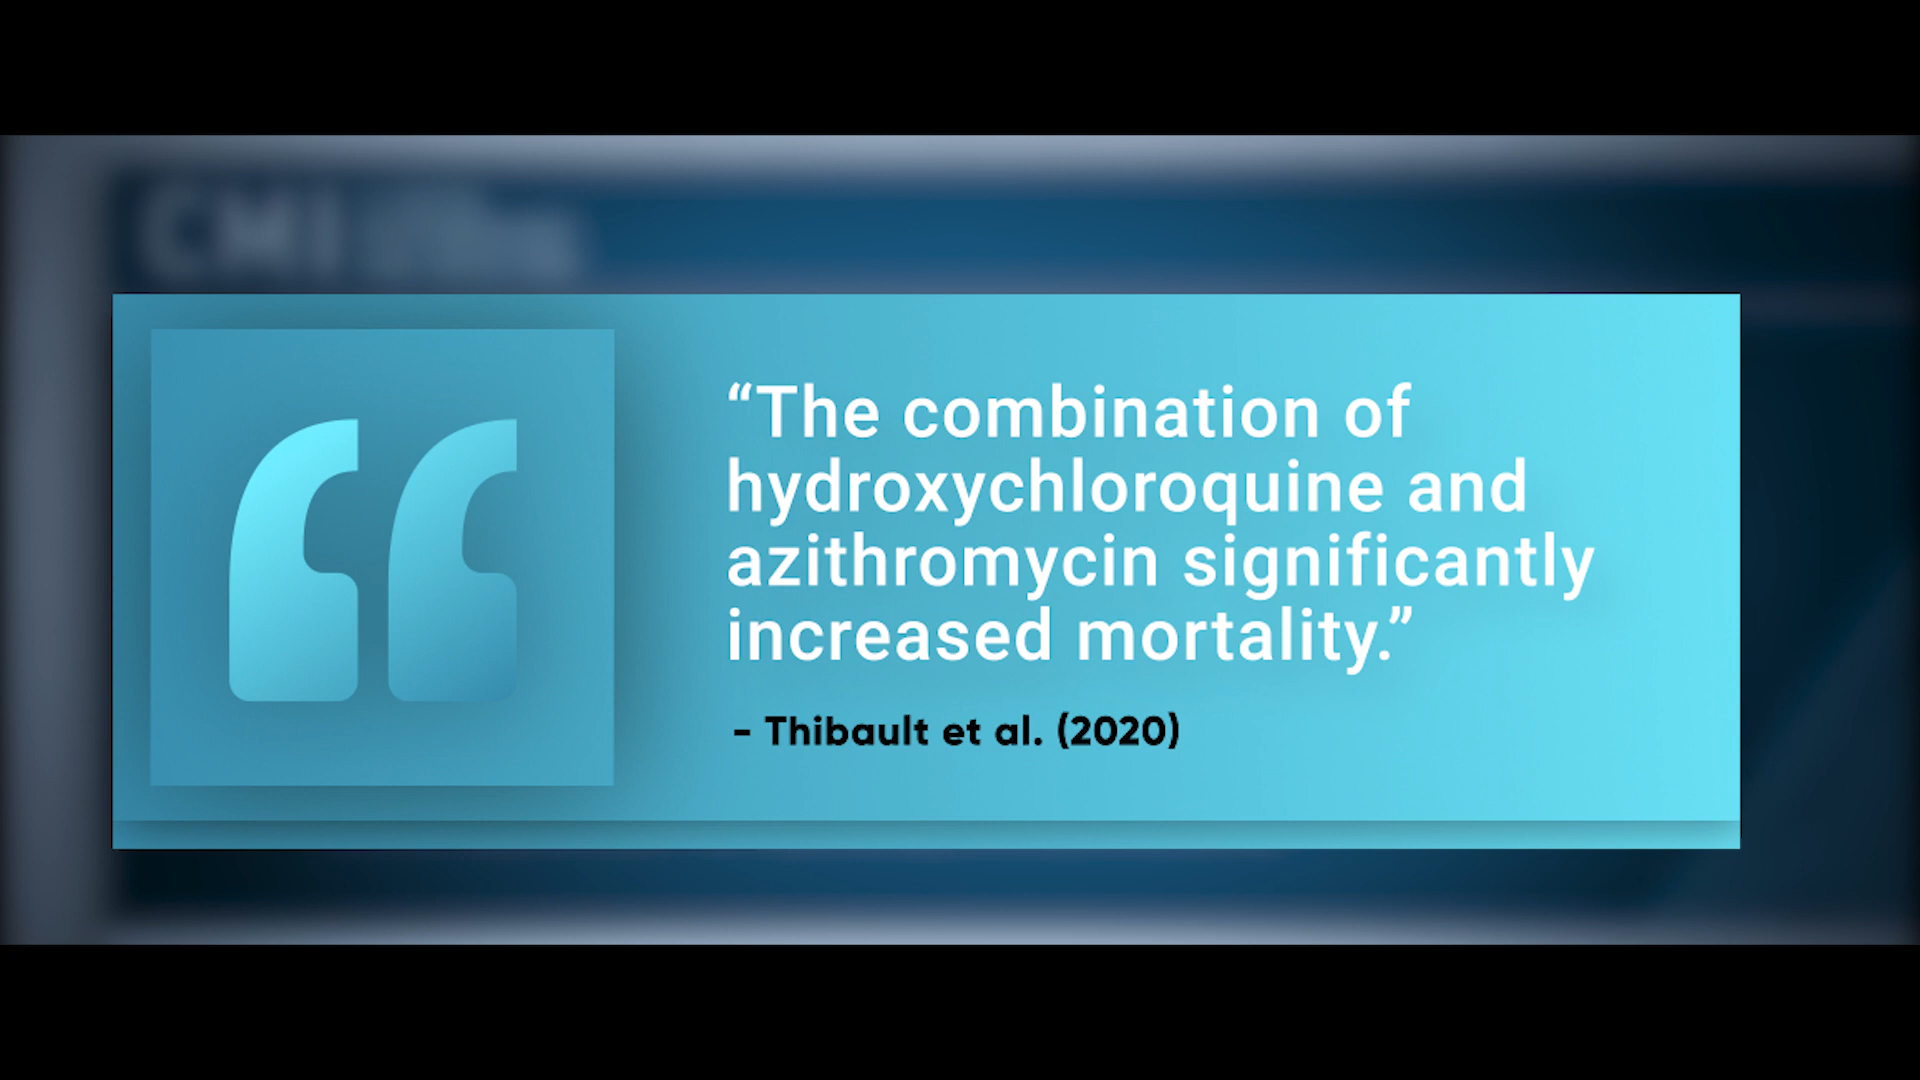 “The combination of
hydroxychloroquine and
azithromycin significantly
increased mortality.”
- Thibault et al. (2020)